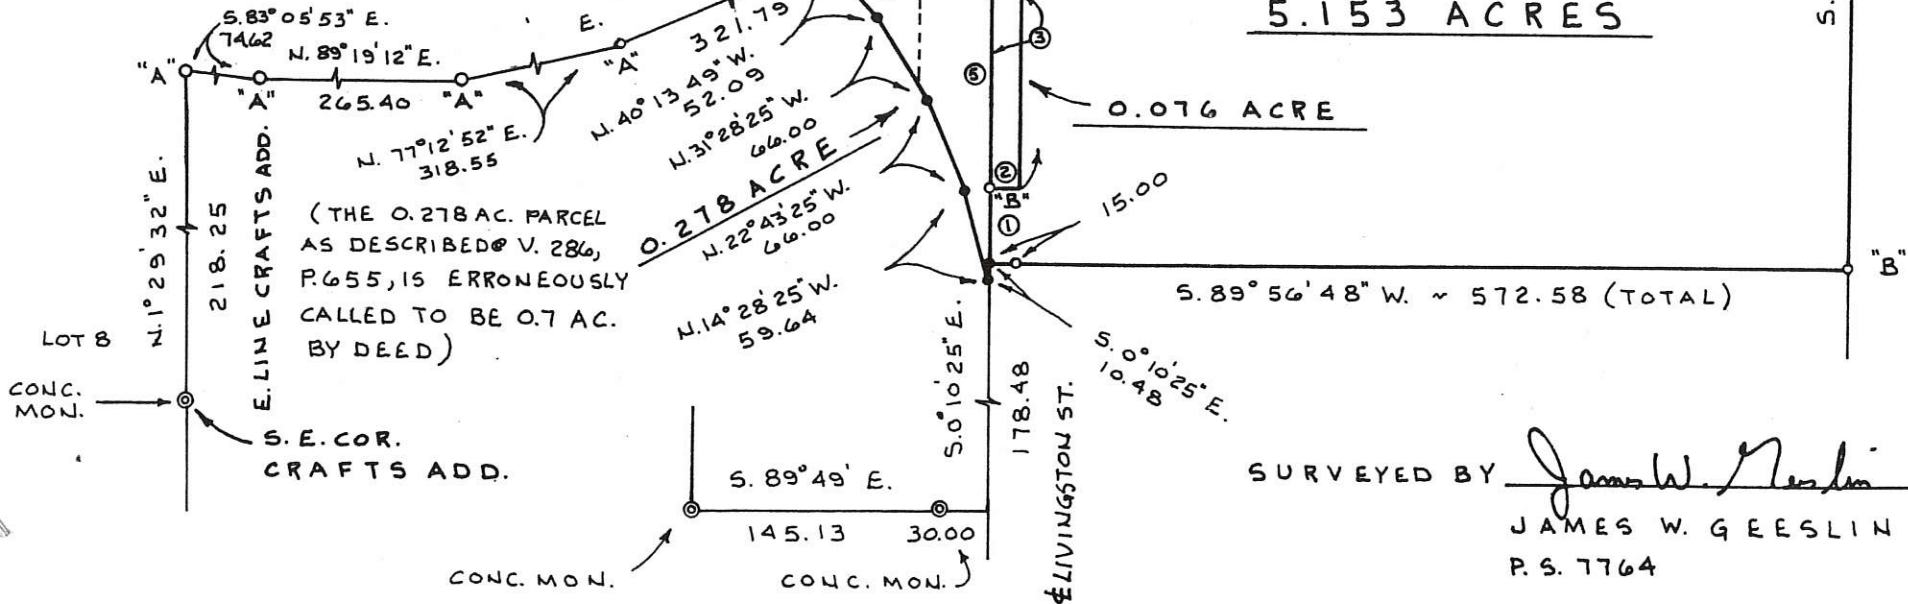 S. 83° 05' 53" E.
74.62
N. 89° 19' 12" E.
265.40
"A"
"A"
"A"
E.
"A"
321.79
N. 77° 12' 52" E.
318.55
N. 40° 13' 49" W.
52.09
N. 31° 28' 25" W.
66.00
0.278 ACRE
N. 22° 43' 25" W.
66.00
N. 14° 28' 25" W.
59.64
5.153 ACRES
S.
③
⑤
0.076 ACRE
②
"B"
①
15.00
"B"
S. 89° 56' 48" W. ~ 572.58 (TOTAL)
S. 0° 10' 25" E.
10.48
N. 1° 29' 32" E.
218.25
E. LINE CRAFTS ADD.
(THE 0.278 AC. PARCEL
AS DESCRIBED @ V. 286,
P. 655, IS ERRONEOUSLY
CALLED TO BE 0.7 AC.
BY DEED)
LOT 8
CONC.
MON.
S. E. COR.
CRAFTS ADD.
S. 0° 10' 25" E.
178.48
℄ LIVINGSTON ST.
S. 89° 49' E.
145.13 30.00
CONC. MON.
CONC. MON.
SURVEYED BY James W. Geeslin
JAMES W. GEESLIN
P. S. 7764